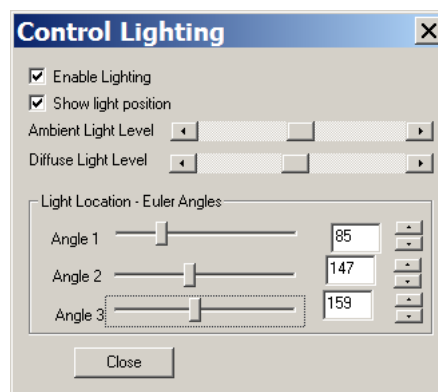 Control Lighting
Enable Lighting
Show light position
Ambient Light Level
Diffuse Light Level
Light Location - Euler Angles
Angle 1 85
Angle 2 147
Angle 3 159
Close